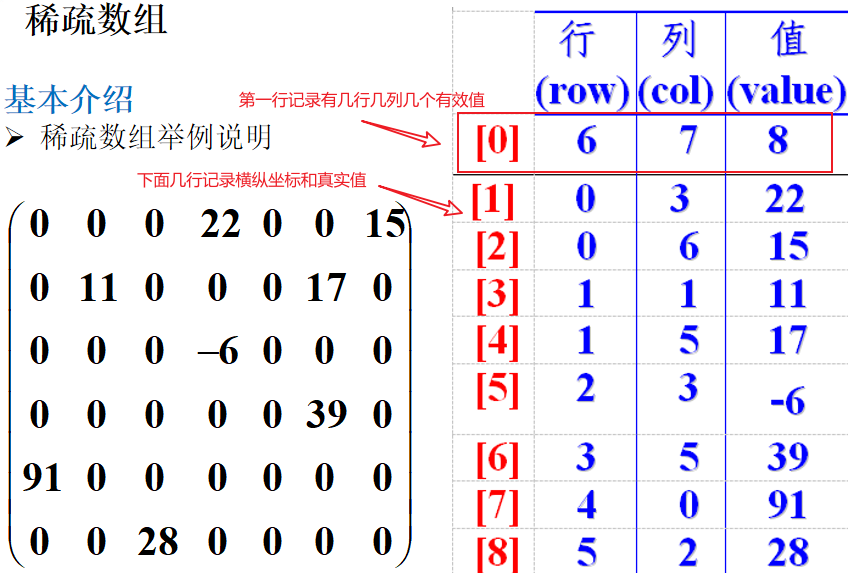 稀疏数组
基本介绍
➢ 稀疏数组举例说明
第一行记录有几行几列几个有效值
下面几行记录横纵坐标和真实值
0 0 0 22 0 0 15
0 11 0 0 0 17 0
0 0 0 –6 0 0 0
0 0 0 0 0 39 0
91 0 0 0 0 0 0
0 0 28 0 0 0 0
行 列 值
(row) (col) (value)
[0] 6 7 8
[1] 0 3 22
[2] 0 6 15
[3] 1 1 11
[4] 1 5 17
[5] 2 3 -6
[6] 3 5 39
[7] 4 0 91
[8] 5 2 28